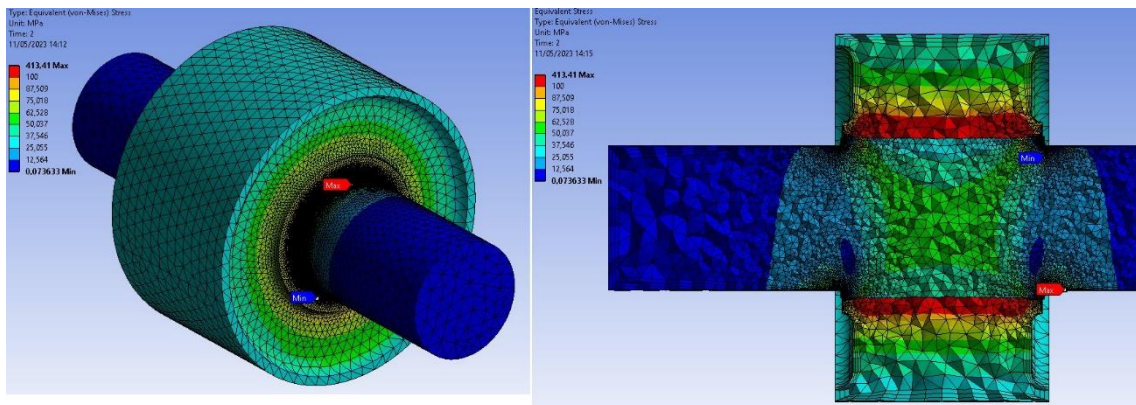 Type: Equivalent (von-Mises) Stress
Unit: MPa
Time: 2
11/05/2023 14:12
413,41 Max
100
87,509
75,018
62,528
50,037
37,546
25,055
12,564
0,073633 Min
Max
Min
Equivalent Stress
Type: Equivalent (von-Mises) Stress
Unit: MPa
Time: 2
11/05/2023 14:15
413,41 Max
100
87,509
75,018
62,528
50,037
37,546
25,055
12,564
0,073633 Min
Min
Max